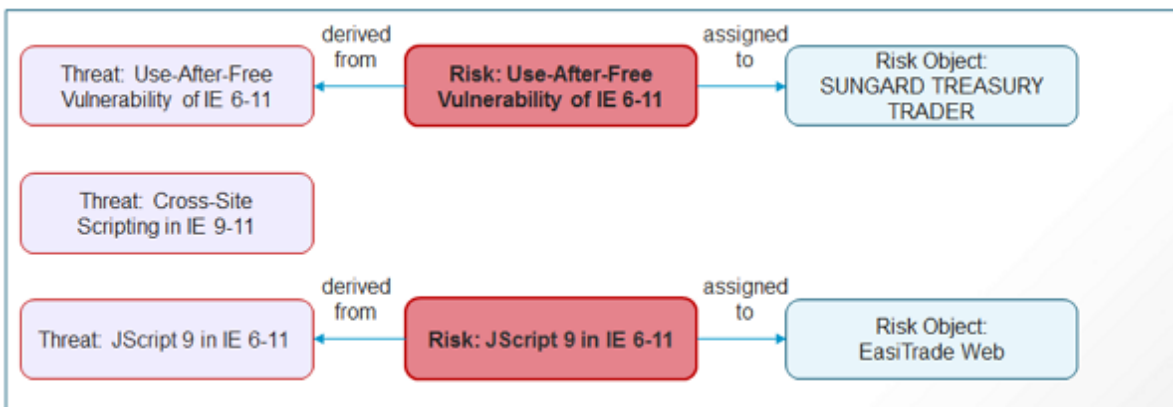 derived
from
assigned
to
Threat: Use-After-Free
Vulnerability of IE 6-11
Risk: Use-After-Free
Vulnerability of IE 6-11
Risk Object:
SUNGARD TREASURY
TRADER
Threat: Cross-Site
Scripting in IE 9-11
derived
from
assigned
to
Threat: JScript 9 in IE 6-11
Risk: JScript 9 in IE 6-11
Risk Object:
EasiTrade Web